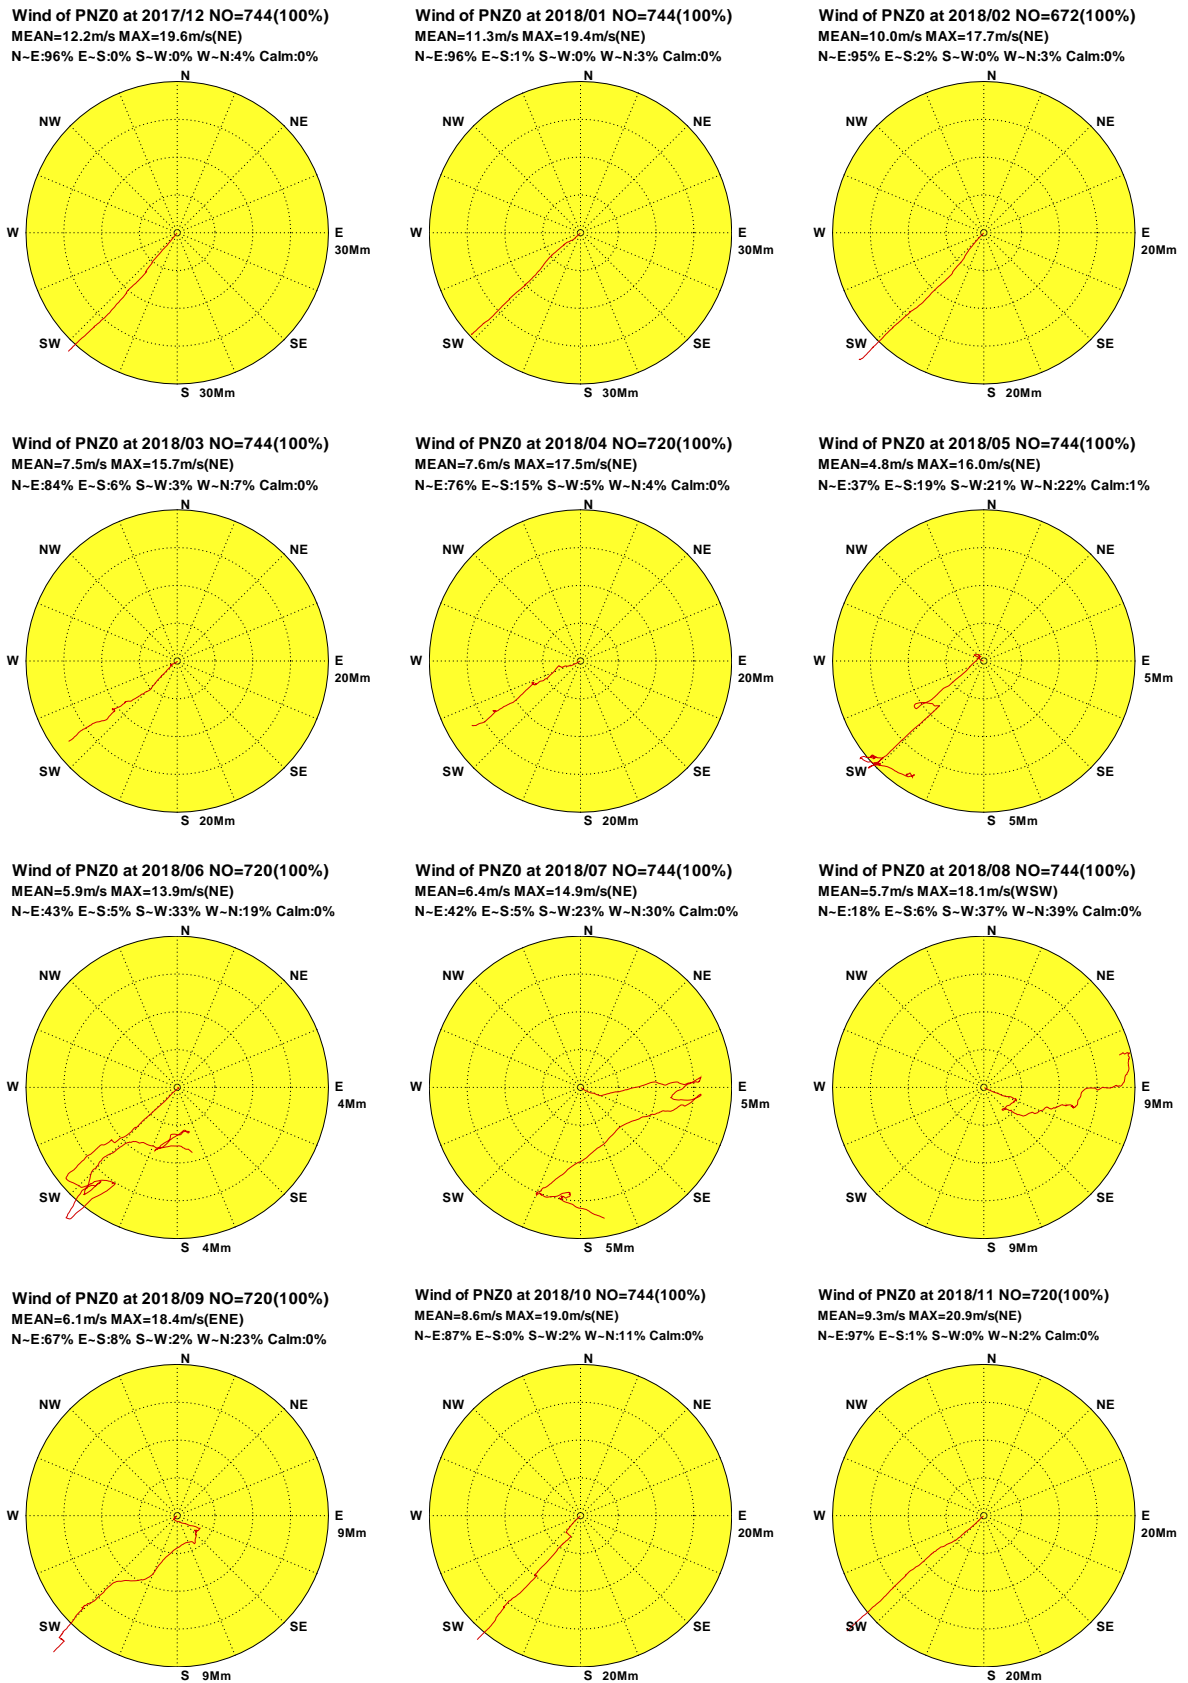 Wind of PNZ0 at 2017/12 NO=744(100%)
MEAN=12.2m/s MAX=19.6m/s(NE)
N~E:96% E~S:0% S~W:0% W~N:4% Calm:0%
N
NW
NE
W
E
30Mm
SW
SE
S 30Mm
Wind of PNZ0 at 2018/01 NO=744(100%)
MEAN=11.3m/s MAX=19.4m/s(NE)
N~E:96% E~S:1% S~W:0% W~N:3% Calm:0%
N
NW
NE
W
E
30Mm
SW
SE
S 30Mm
Wind of PNZ0 at 2018/02 NO=672(100%)
MEAN=10.0m/s MAX=17.7m/s(NE)
N~E:95% E~S:2% S~W:0% W~N:3% Calm:0%
N
NW
NE
W
E
20Mm
SW
SE
S 20Mm
Wind of PNZ0 at 2018/03 NO=744(100%)
MEAN=7.5m/s MAX=15.7m/s(NE)
N~E:84% E~S:6% S~W:3% W~N:7% Calm:0%
N
NW
NE
W
E
20Mm
SW
SE
S 20Mm
Wind of PNZ0 at 2018/04 NO=720(100%)
MEAN=7.6m/s MAX=17.5m/s(NE)
N~E:76% E~S:15% S~W:5% W~N:4% Calm:0%
N
NW
NE
W
E
20Mm
SW
SE
S 20Mm
Wind of PNZ0 at 2018/05 NO=744(100%)
MEAN=4.8m/s MAX=16.0m/s(NE)
N~E:37% E~S:19% S~W:21% W~N:22% Calm:1%
N
NW
NE
W
E
5Mm
SW
SE
S 5Mm
Wind of PNZ0 at 2018/06 NO=720(100%)
MEAN=5.9m/s MAX=13.9m/s(NE)
N~E:43% E~S:5% S~W:33% W~N:19% Calm:0%
N
NW
NE
W
E
4Mm
SW
SE
S 4Mm
Wind of PNZ0 at 2018/07 NO=744(100%)
MEAN=6.4m/s MAX=14.9m/s(NE)
N~E:42% E~S:5% S~W:23% W~N:30% Calm:0%
N
NW
NE
W
E
5Mm
SW
SE
S 5Mm
Wind of PNZ0 at 2018/08 NO=744(100%)
MEAN=5.7m/s MAX=18.1m/s(WSW)
N~E:18% E~S:6% S~W:37% W~N:39% Calm:0%
N
NW
NE
W
E
9Mm
SW
SE
S 9Mm
Wind of PNZ0 at 2018/09 NO=720(100%)
MEAN=6.1m/s MAX=18.4m/s(ENE)
N~E:67% E~S:8% S~W:2% W~N:23% Calm:0%
N
NW
NE
W
E
9Mm
SW
SE
S 9Mm
Wind of PNZ0 at 2018/10 NO=744(100%)
MEAN=8.6m/s MAX=19.0m/s(NE)
N~E:87% E~S:0% S~W:2% W~N:11% Calm:0%
N
NW
NE
W
E
20Mm
SW
SE
S 20Mm
Wind of PNZ0 at 2018/11 NO=720(100%)
MEAN=9.3m/s MAX=20.9m/s(NE)
N~E:97% E~S:1% S~W:0% W~N:2% Calm:0%
N
NW
NE
W
E
20Mm
SW
SE
S 20Mm